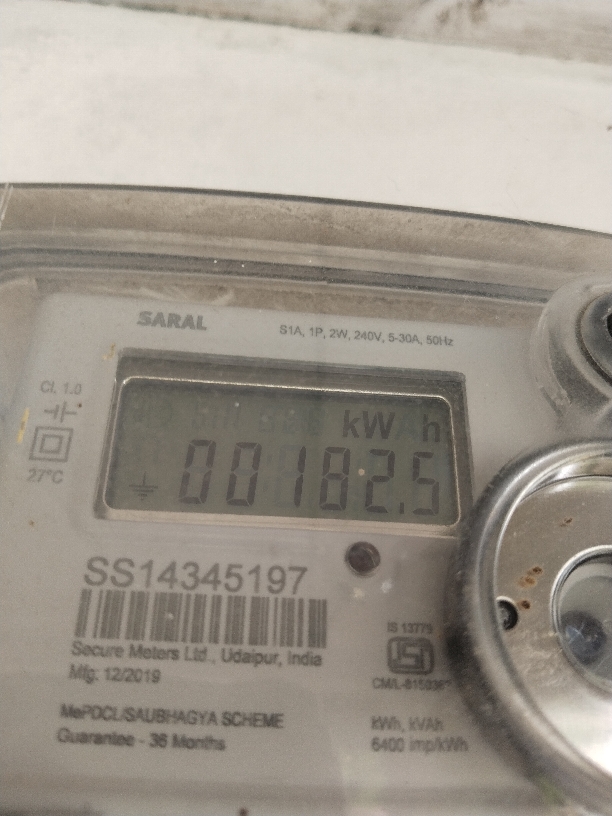 SARAL
S1A, 1P, 2W, 240V, 5-30A, 50Hz
Cl. 1.0
27°C
kWh
00182.5
SS14345197
Secure Meters Ltd., Udaipur, India
Mfg: 12/2019
IS 13779
MePDCL/SAUBHAGYA SCHEME
Guarantee - 36 Months
kWh, kVAh
6400 imp/kWh